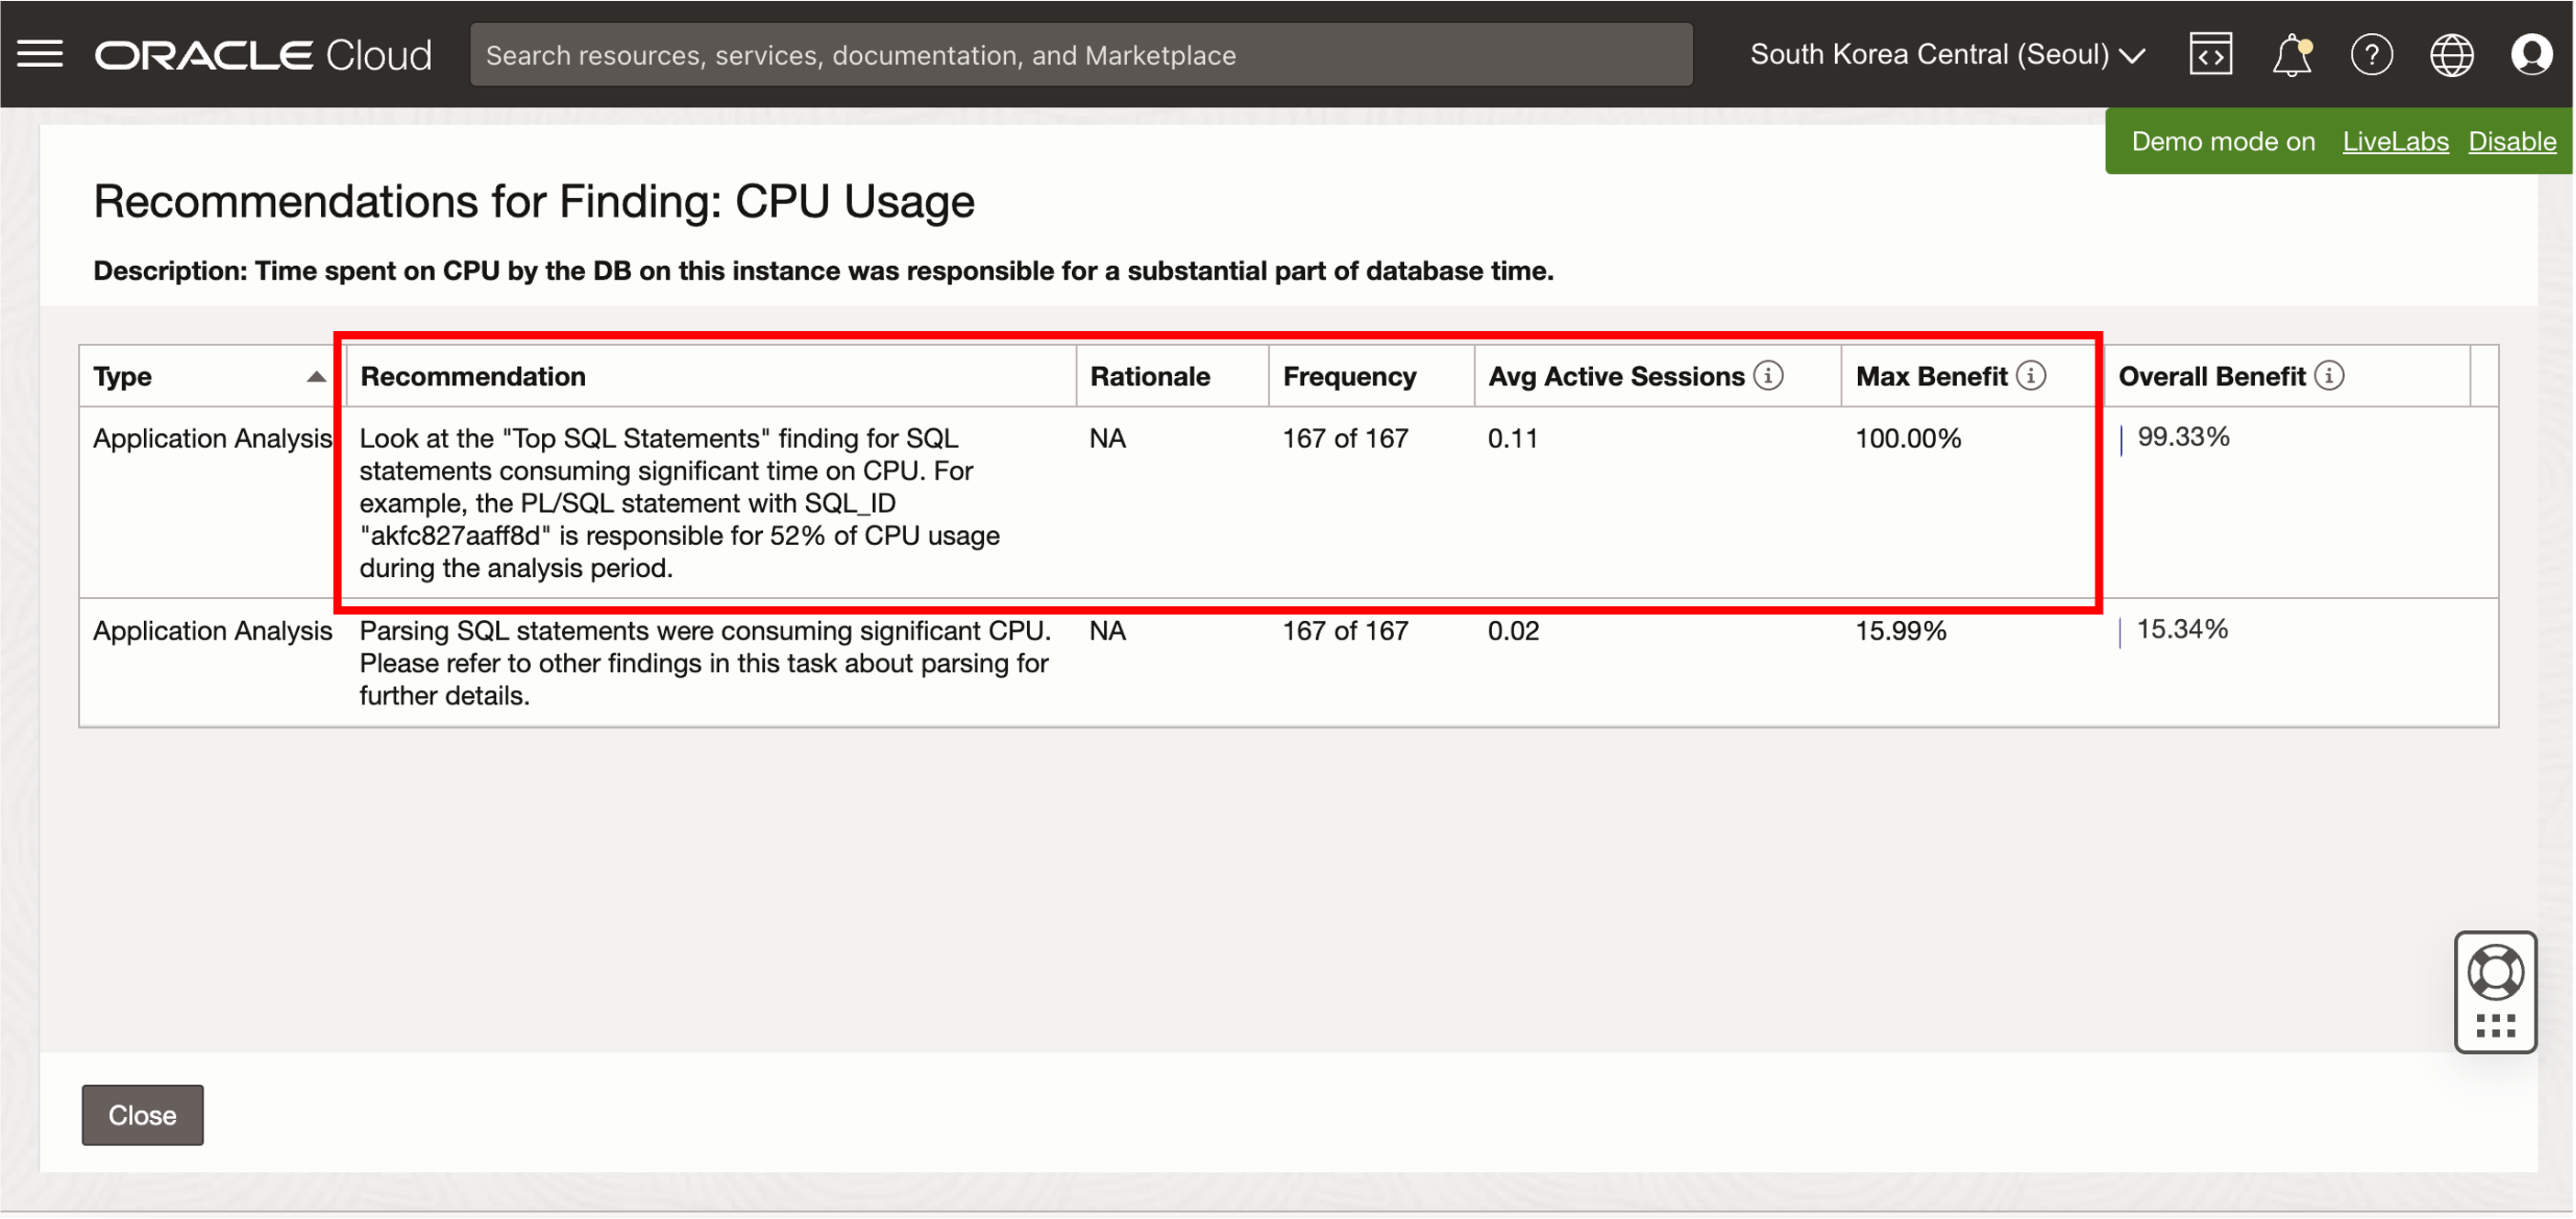 ORACLE Cloud
Search resources, services, documentation, and Marketplace
South Korea Central (Seoul)
Demo mode on LiveLabs Disable
Recommendations for Finding: CPU Usage
Description: Time spent on CPU by the DB on this instance was responsible for a substantial part of database time.
Type Recommendation Rationale Frequency Avg Active Sessions Max Benefit Overall Benefit
Application Analysis Look at the "Top SQL Statements" finding for SQL NA 167 of 167 0.11 100.00% 99.33%
statements consuming significant time on CPU. For
example, the PL/SQL statement with SQL_ID
"akfc827aaff8d" is responsible for 52% of CPU usage
during the analysis period.
Application Analysis Parsing SQL statements were consuming significant CPU. NA 167 of 167 0.02 15.99% 15.34%
Please refer to other findings in this task about parsing for
further details.
Close